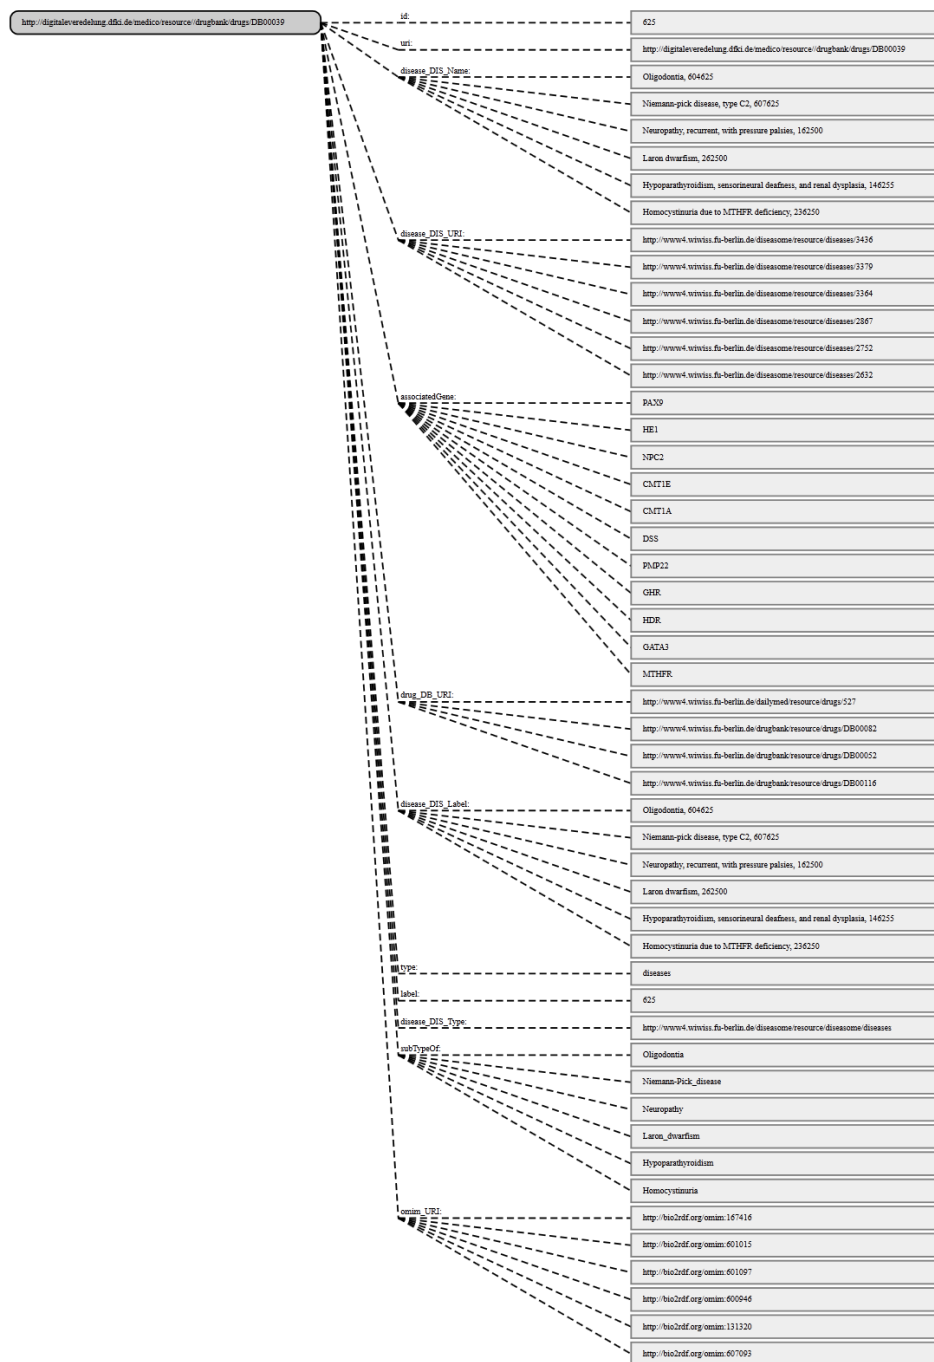 http://digitaleveredelung.dfki.de/medico/resource//drugbank/drugs/DB00039
id:
625
uri:
http://digitaleveredelung.dfki.de/medico/resource//drugbank/drugs/DB00039
disease_DIS_Name:
Oligodontia, 604625
Niemann-pick disease, type C2, 607625
Neuropathy, recurrent, with pressure palsies, 162500
Laron dwarfism, 262500
Hypoparathyroidism, sensorineural deafness, and renal dysplasia, 146255
Homocystinuria due to MTHFR deficiency, 236250
disease_DIS_URI:
http://www4.wiwiss.fu-berlin.de/diseasome/resource/diseases/3436
http://www4.wiwiss.fu-berlin.de/diseasome/resource/diseases/3379
http://www4.wiwiss.fu-berlin.de/diseasome/resource/diseases/3364
http://www4.wiwiss.fu-berlin.de/diseasome/resource/diseases/2867
http://www4.wiwiss.fu-berlin.de/diseasome/resource/diseases/2752
http://www4.wiwiss.fu-berlin.de/diseasome/resource/diseases/2632
associatedGene:
PAX9
HE1
NPC2
CMT1E
CMT1A
DSS
PMP22
GHR
HDR
GATA3
MTHFR
drug_DB_URI:
http://www4.wiwiss.fu-berlin.de/dailymed/resource/drugs/527
http://www4.wiwiss.fu-berlin.de/drugbank/resource/drugs/DB00082
http://www4.wiwiss.fu-berlin.de/drugbank/resource/drugs/DB00052
http://www4.wiwiss.fu-berlin.de/drugbank/resource/drugs/DB00116
disease_DIS_Label:
Oligodontia, 604625
Niemann-pick disease, type C2, 607625
Neuropathy, recurrent, with pressure palsies, 162500
Laron dwarfism, 262500
Hypoparathyroidism, sensorineural deafness, and renal dysplasia, 146255
Homocystinuria due to MTHFR deficiency, 236250
type:
diseases
label:
625
disease_DIS_Type:
http://www4.wiwiss.fu-berlin.de/diseasome/resource/diseasome/diseases
subTypeOf:
Oligodontia
Niemann-Pick_disease
Neuropathy
Laron_dwarfism
Hypoparathyroidism
Homocystinuria
omim_URI:
http://bio2rdf.org/omim:167416
http://bio2rdf.org/omim:601015
http://bio2rdf.org/omim:601097
http://bio2rdf.org/omim:600946
http://bio2rdf.org/omim:131320
http://bio2rdf.org/omim:607093